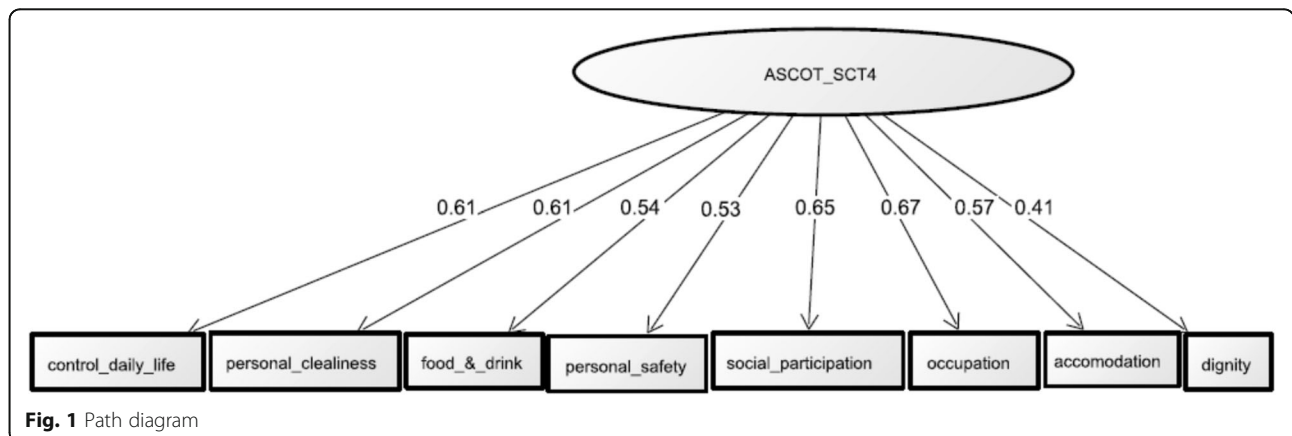 ASCOT_SCT4
0.61 0.61 0.54 0.53 0.65 0.67 0.57 0.41
control_daily_life personal_clealiness food_&_drink personal_safety social_participation occupation accomodation dignity
Fig. 1 Path diagram